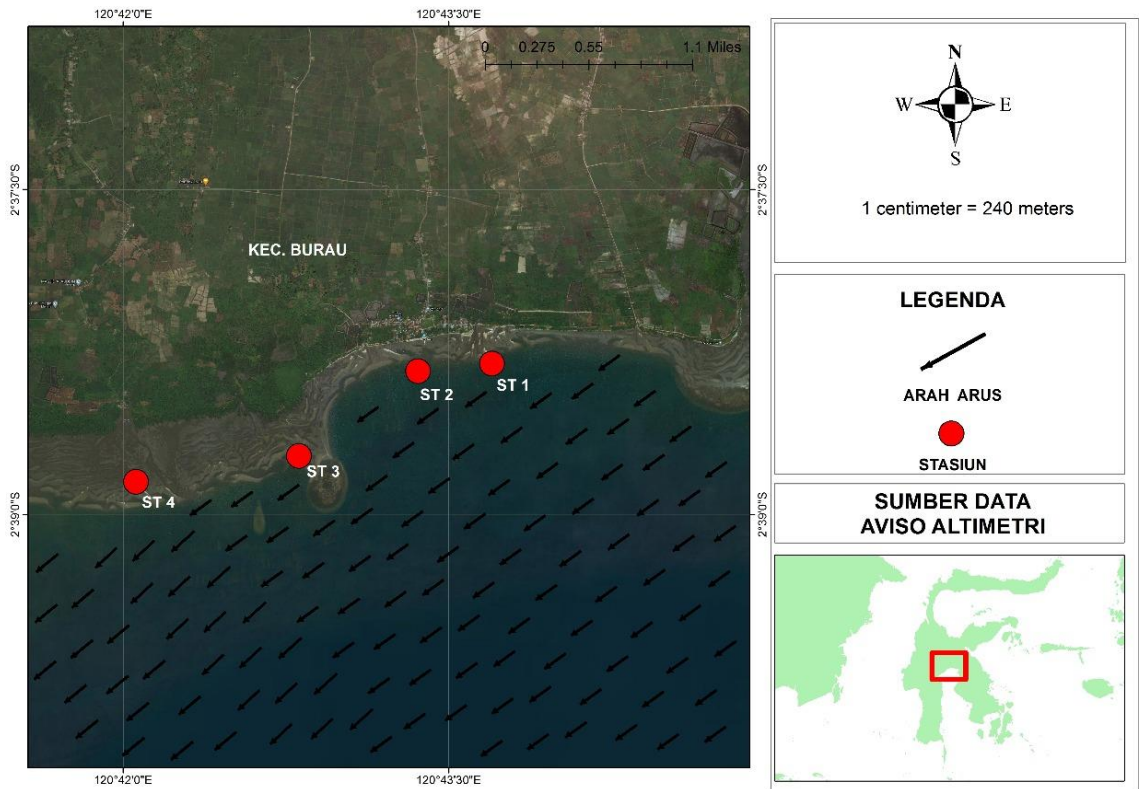 120°42'0"E
120°43'30"E
0 0.275 0.55 1.1 Miles
2°37'30"S
2°37'30"S
KEC. BURAU
ST 1
ST 2
ST 3
ST 4
2°39'0"S
2°39'0"S
120°42'0"E
120°43'30"E
N
W
E
S
1 centimeter = 240 meters
LEGENDA
ARAH ARUS
STASIUN
SUMBER DATA
AVISO ALTIMETRI